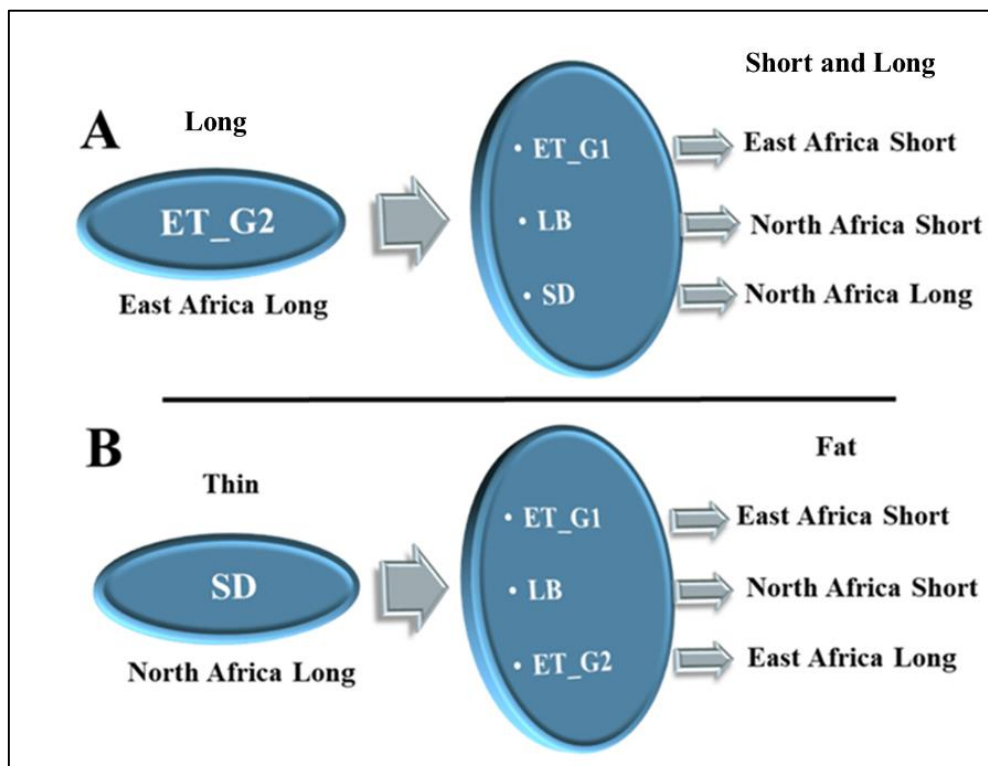 Short and Long
A
Long
• ET_G1
East Africa Short
ET_G2
• LB
North Africa Short
East Africa Long
• SD
North Africa Long
B
Fat
Thin
• ET_G1
East Africa Short
SD
• LB
North Africa Short
North Africa Long
• ET_G2
East Africa Long